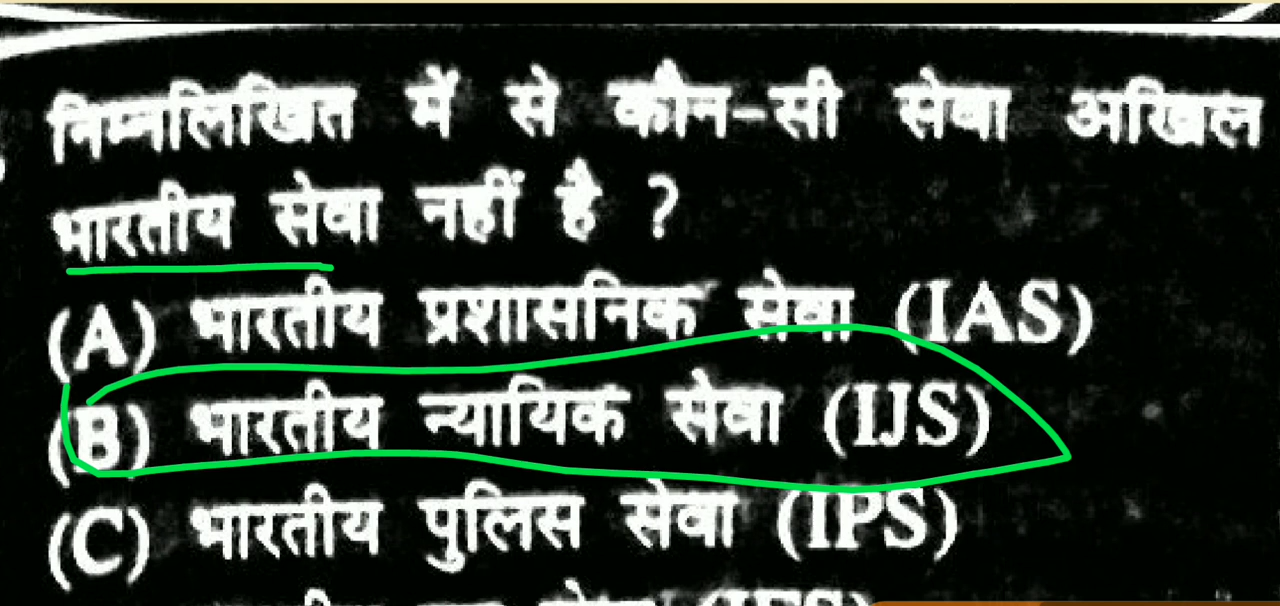 निम्नलिखित में से कौन-सी सेवा अखिल
भारतीय सेवा नहीं है ?
(A) भारतीय प्रशासनिक सेवा (IAS)
(B) भारतीय न्यायिक सेवा (IJS)
(C) भारतीय पुलिस सेवा (IPS)